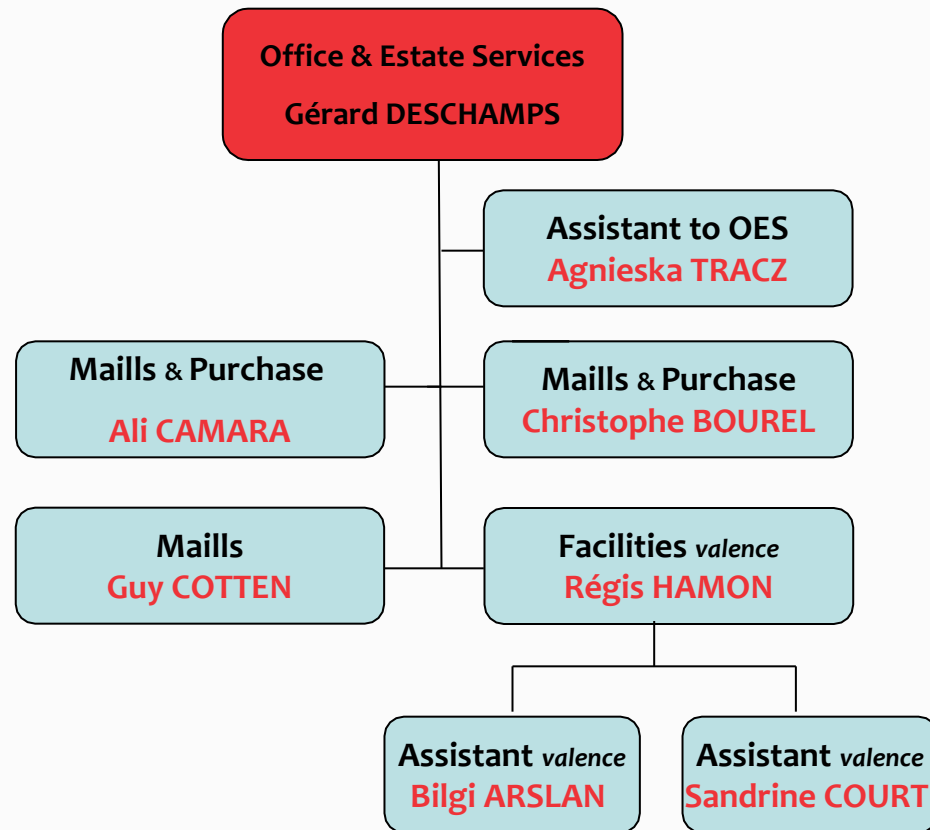 Office & Estate Services
Gérard DESCHAMPS
Assistant to OES
Agnieska TRACZ
Maills & Purchase
Ali CAMARA
Maills & Purchase
Christophe BOUREL
Maills
Guy COTTEN
Facilities valence
Régis HAMON
Assistant valence
Bilgi ARSLAN
Assistant valence
Sandrine COURT